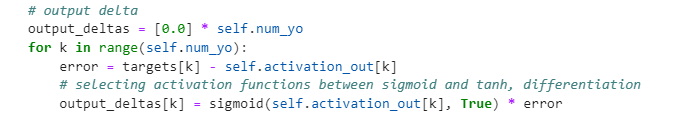 # output delta
output_deltas = [0.0] * self.num_yo
for k in range(self.num_yo):
    error = targets[k] - self.activation_out[k]
    # selecting activation functions between sigmoid and tanh, differentiation
    output_deltas[k] = sigmoid(self.activation_out[k], True) * error